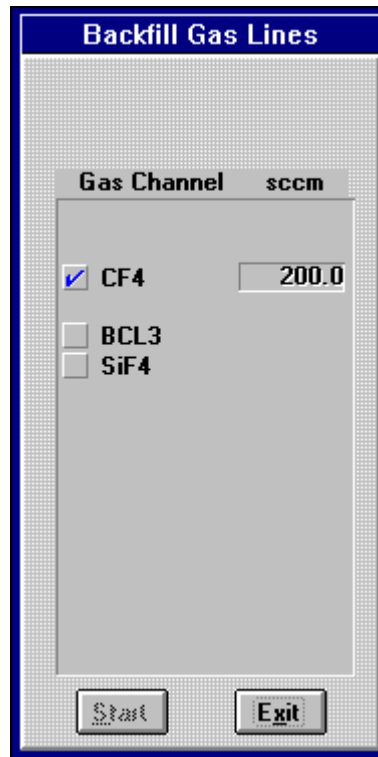 Backfill Gas Lines
Gas Channel sccm
CF4 200.0
BCL3
SiF4
Start Exit